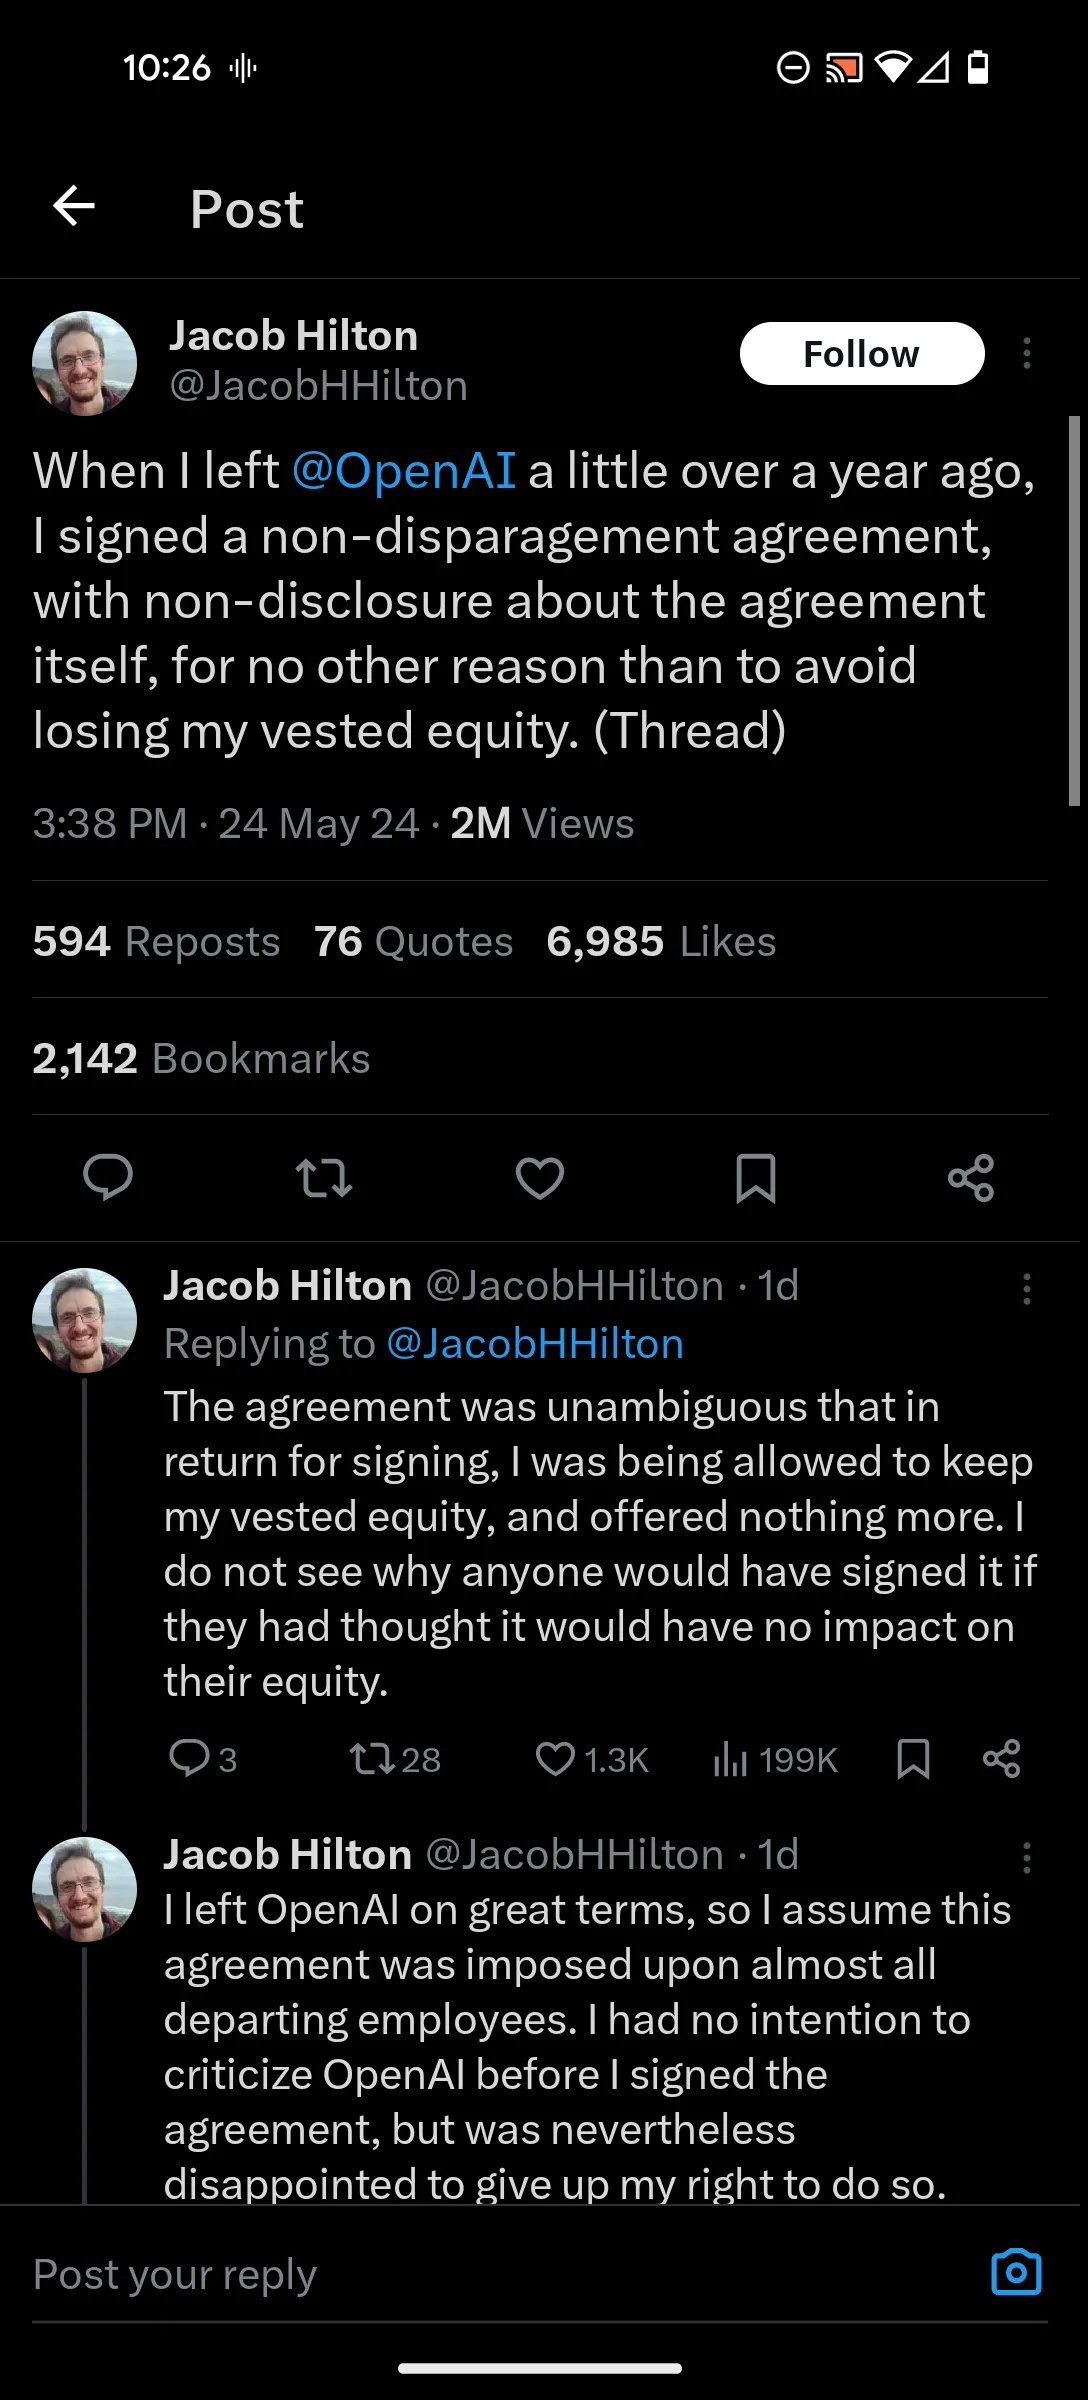 10:26
Post
Jacob Hilton
@JacobHHilton
Follow
When I left @OpenAI a little over a year ago,
I signed a non-disparagement agreement,
with non-disclosure about the agreement
itself, for no other reason than to avoid
losing my vested equity. (Thread)
3:38 PM · 24 May 24 · 2M Views
594 Reposts 76 Quotes 6,985 Likes
2,142 Bookmarks
Jacob Hilton @JacobHHilton · 1d
Replying to @JacobHHilton
The agreement was unambiguous that in
return for signing, I was being allowed to keep
my vested equity, and offered nothing more. I
do not see why anyone would have signed it if
they had thought it would have no impact on
their equity.
3 28 1.3K 199K
Jacob Hilton @JacobHHilton · 1d
I left OpenAI on great terms, so I assume this
agreement was imposed upon almost all
departing employees. I had no intention to
criticize OpenAI before I signed the
agreement, but was nevertheless
disappointed to give up my right to do so.
Post your reply